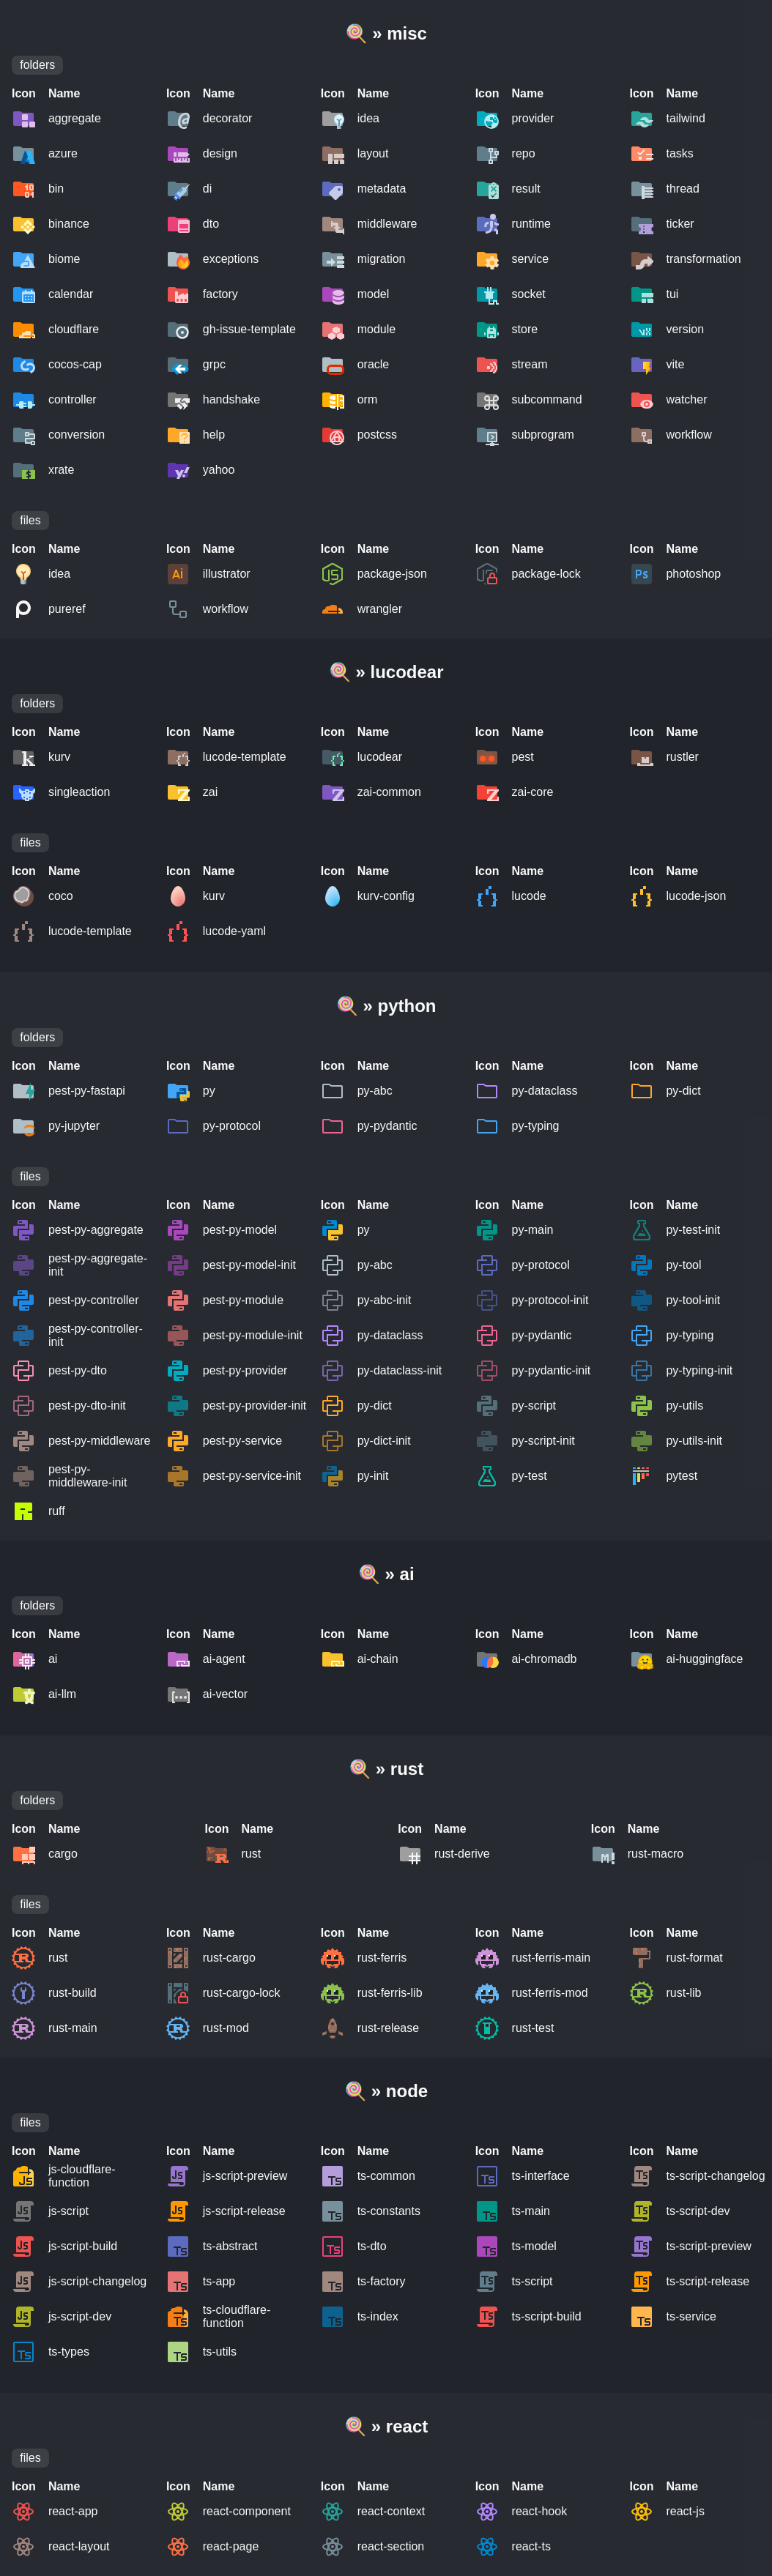 » misc
folders
Icon Name Icon Name Icon Name Icon Name Icon Name
aggregate decorator idea provider tailwind
azure design layout repo tasks
bin di metadata result thread
binance dto middleware runtime ticker
biome exceptions migration service transformation
calendar factory model socket tui
cloudflare gh-issue-template module store version
cocos-cap grpc oracle stream vite
controller handshake orm subcommand watcher
conversion help postcss subprogram workflow
xrate yahoo
files
Icon Name Icon Name Icon Name Icon Name Icon Name
idea illustrator package-json package-lock photoshop
pureref workflow wrangler
» lucodear
folders
Icon Name Icon Name Icon Name Icon Name Icon Name
kurv lucode-template lucodear pest rustler
singleaction zai zai-common zai-core
files
Icon Name Icon Name Icon Name Icon Name Icon Name
coco kurv kurv-config lucode lucode-json
lucode-template lucode-yaml
» python
folders
Icon Name Icon Name Icon Name Icon Name Icon Name
pest-py-fastapi py py-abc py-dataclass py-dict
py-jupyter py-protocol py-pydantic py-typing
files
Icon Name Icon Name Icon Name Icon Name Icon Name
pest-py-aggregate pest-py-model py py-main py-test-init
pest-py-aggregate-
init pest-py-model-init py-abc py-protocol py-tool
pest-py-controller pest-py-module py-abc-init py-protocol-init py-tool-init
pest-py-controller-
init pest-py-module-init py-dataclass py-pydantic py-typing
pest-py-dto pest-py-provider py-dataclass-init py-pydantic-init py-typing-init
pest-py-dto-init pest-py-provider-init py-dict py-script py-utils
pest-py-middleware pest-py-service py-dict-init py-script-init py-utils-init
pest-py-
middleware-init pest-py-service-init py-init py-test pytest
ruff
» ai
folders
Icon Name Icon Name Icon Name Icon Name Icon Name
ai ai-agent ai-chain ai-chromadb ai-huggingface
ai-llm ai-vector
» rust
folders
Icon Name Icon Name Icon Name Icon Name
cargo rust rust-derive rust-macro
files
Icon Name Icon Name Icon Name Icon Name Icon Name
rust rust-cargo rust-ferris rust-ferris-main rust-format
rust-build rust-cargo-lock rust-ferris-lib rust-ferris-mod rust-lib
rust-main rust-mod rust-release rust-test
» node
files
Icon Name Icon Name Icon Name Icon Name Icon Name
js-cloudflare-
function js-script-preview ts-common ts-interface ts-script-changelog
js-script js-script-release ts-constants ts-main ts-script-dev
js-script-build ts-abstract ts-dto ts-model ts-script-preview
js-script-changelog ts-app ts-factory ts-script ts-script-release
js-script-dev ts-cloudflare-
function ts-index ts-script-build ts-service
ts-types ts-utils
» react
files
Icon Name Icon Name Icon Name Icon Name Icon Name
react-app react-component react-context react-hook react-js
react-layout react-page react-section react-ts